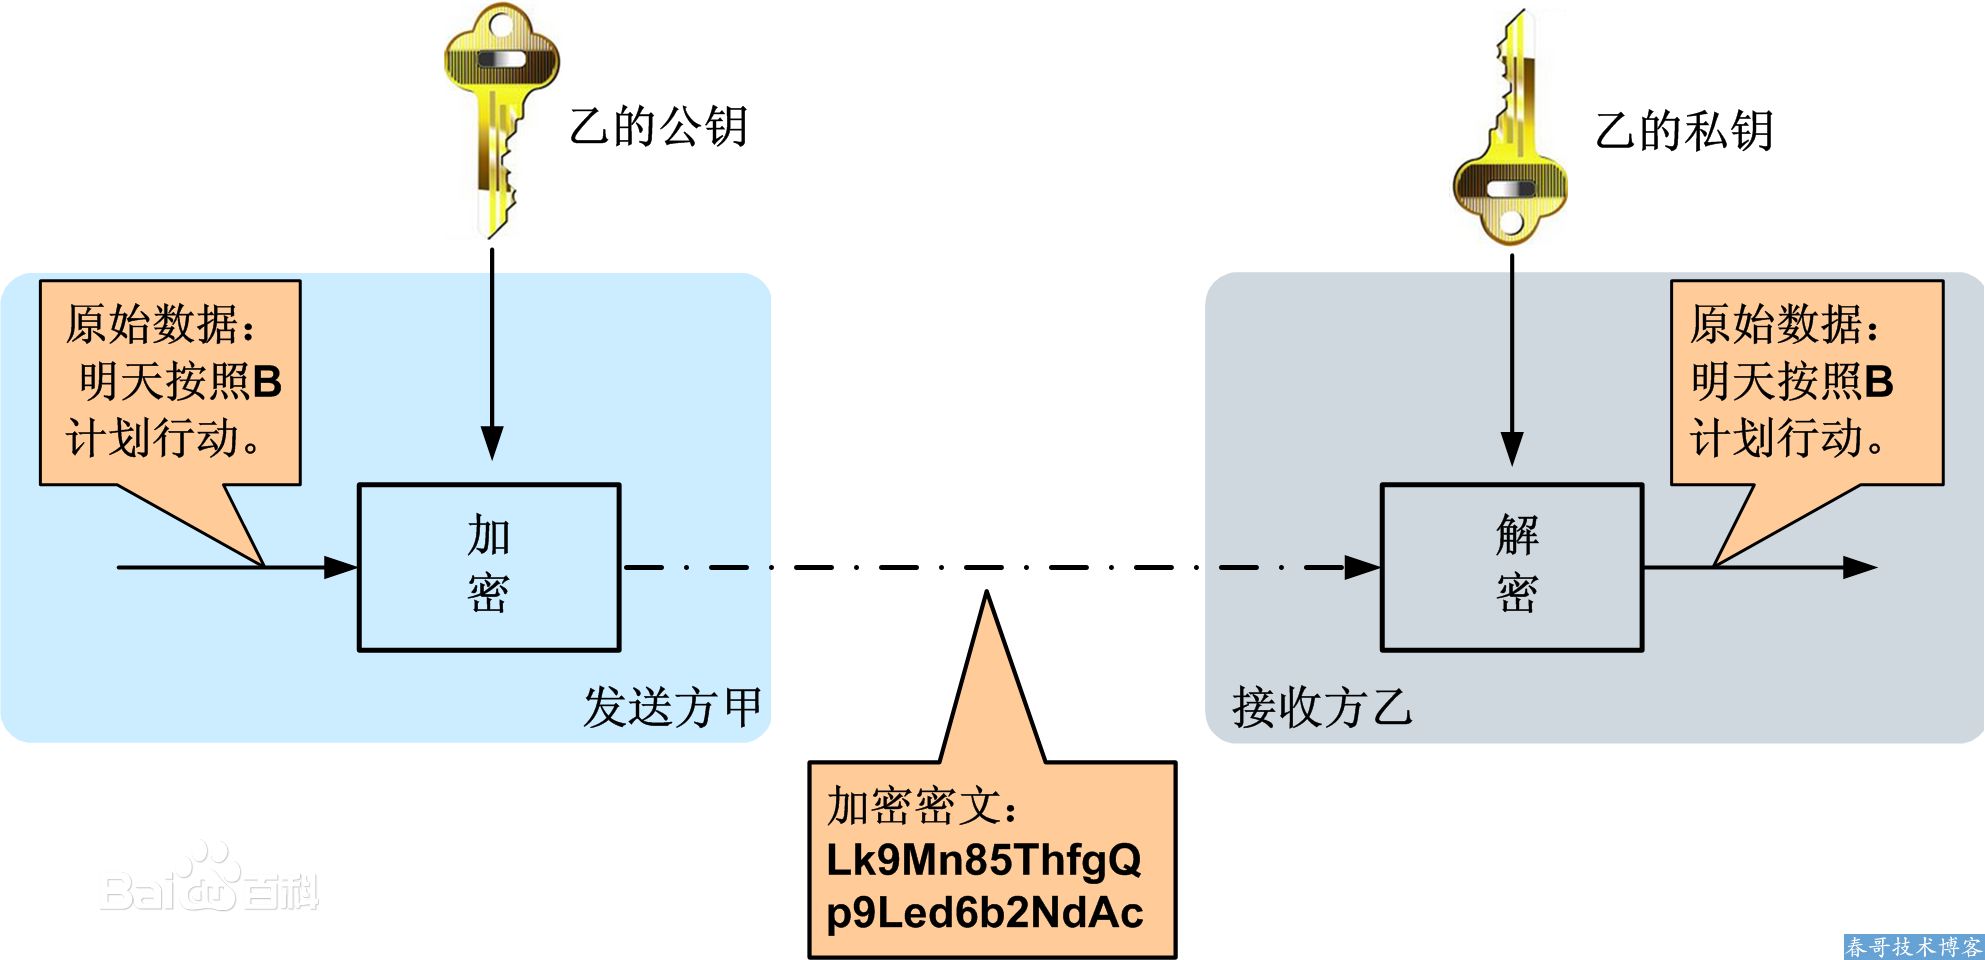 乙的公钥
乙的私钥
原始数据：
明天按照B
计划行动。
原始数据：
明天按照B
计划行动。
加
密
解
密
发送方甲
接收方乙
加密密文：
Lk9Mn85ThfgQ
p9Led6b2NdAc
Bai百科
春哥技术博客